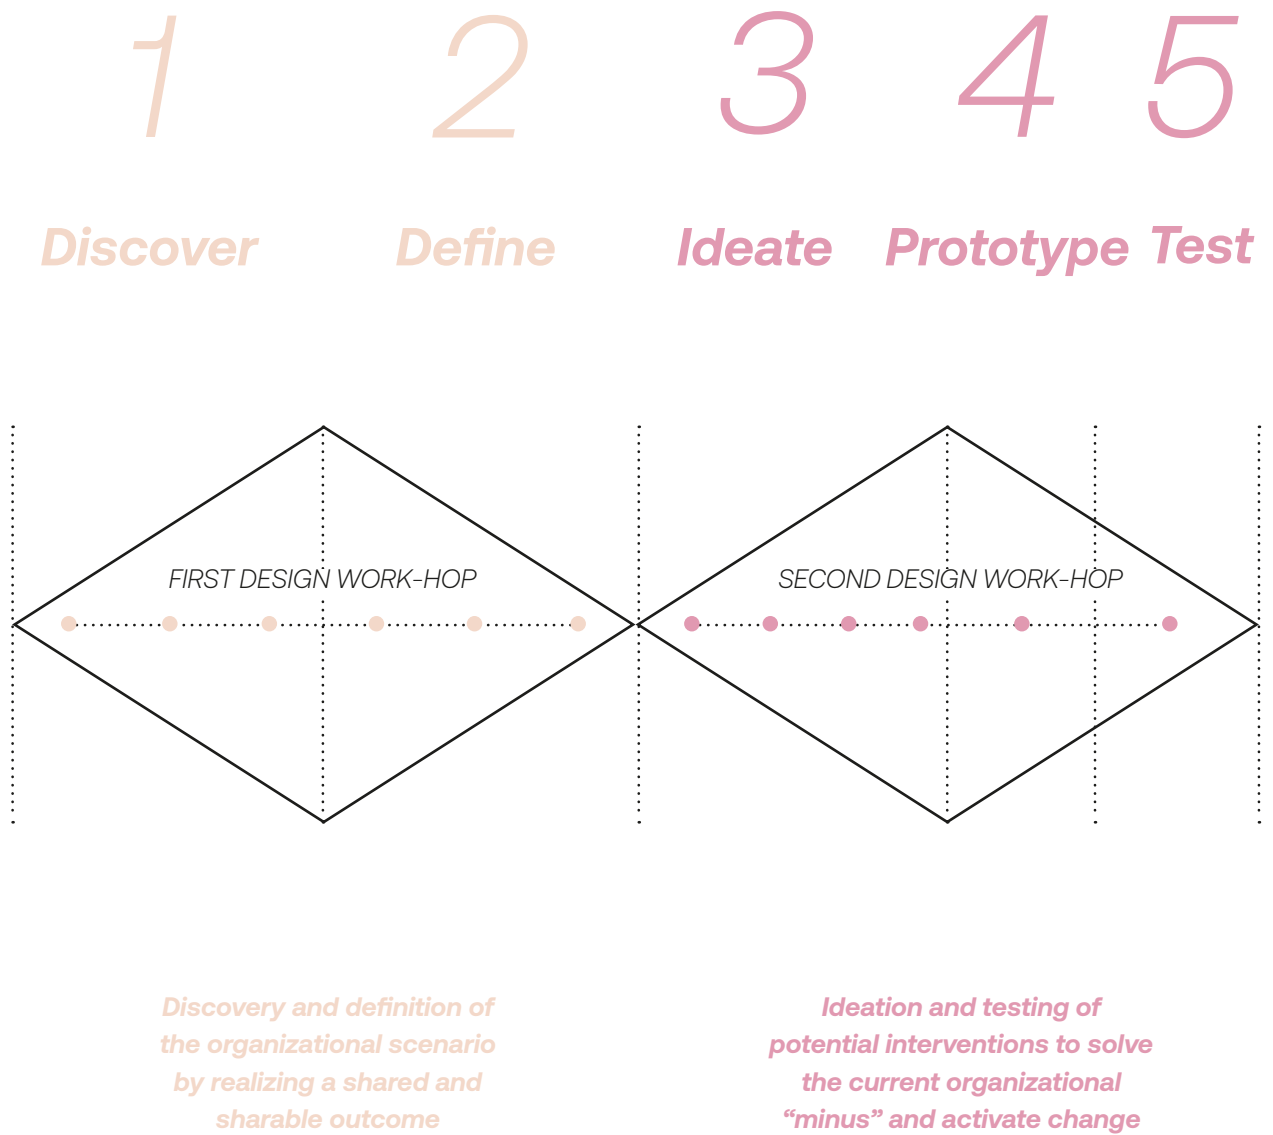 1 2 3 4 5
Discover Define Ideate Prototype Test
FIRST DESIGN WORK-HOP
SECOND DESIGN WORK-HOP
Discovery and definition of
the organizational scenario
by realizing a shared and
sharable outcome
Ideation and testing of
potential interventions to solve
the current organizational
“minus” and activate change